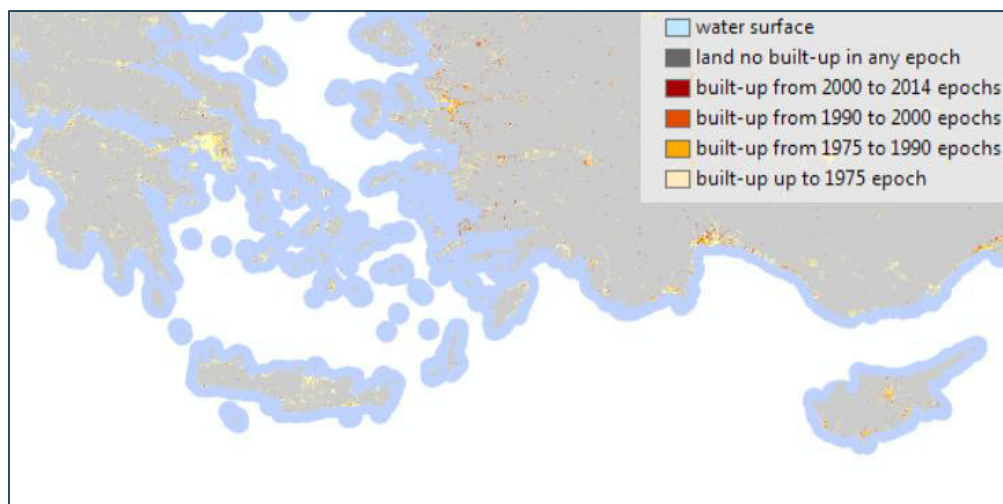 water surface
land no built-up in any epoch
built-up from 2000 to 2014 epochs
built-up from 1990 to 2000 epochs
built-up from 1975 to 1990 epochs
built-up up to 1975 epoch